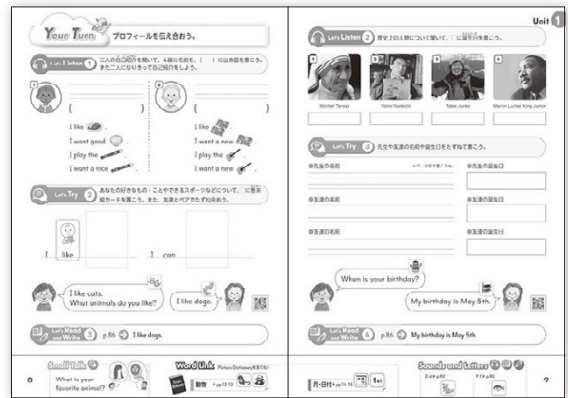 Your Turn プロフィールを伝え合おう。
Let's Listen 1 二人の自己紹介を聞いて、4線に名前を、( )に出身国を書こう。
また二人になりきって自己紹介をしよう。
( ) ( )
I like . I like .
I want good . I want a new .
I play the . I play the .
I want a nice . I want a new .
Let's Try 2 あなたの好きなもの・ことやできるスポーツなどについて、
絵カードを置こう。また、友達とペアでたずね合おう。
I like I can
I like cats.
What animals do you like?
I like dogs.
Let's Read and Write 3 p.86 I like dogs.
8
Small Talk
What is your
favorite animal?
Word Link Picture Dictionary
動物 pp.12-13
Unit 1
Let's Listen 2 歴史上の人物について聞いて、誕生日を書こう。
1 2 3 4
Mother Teresa Tabei Junko Martin Luther King Junior
Let's Try 3 先生や友達の名前や誕生日をたずねて書こう。
先生の名前 先生の誕生日
友達の名前 友達の誕生日
友達の名前 友達の誕生日
When is your birthday?
My birthday is May 5th.
Let's Read and Write 4 p.86 My birthday is May 5th.
月・日付 pp.14-15
Sounds and Letters
9